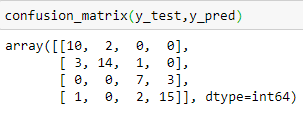 confusion_matrix(y_test,y_pred)
array([[10, 2, 0, 0],
[ 3, 14, 1, 0],
[ 0, 0, 7, 3],
[ 1, 0, 2, 15]], dtype=int64)